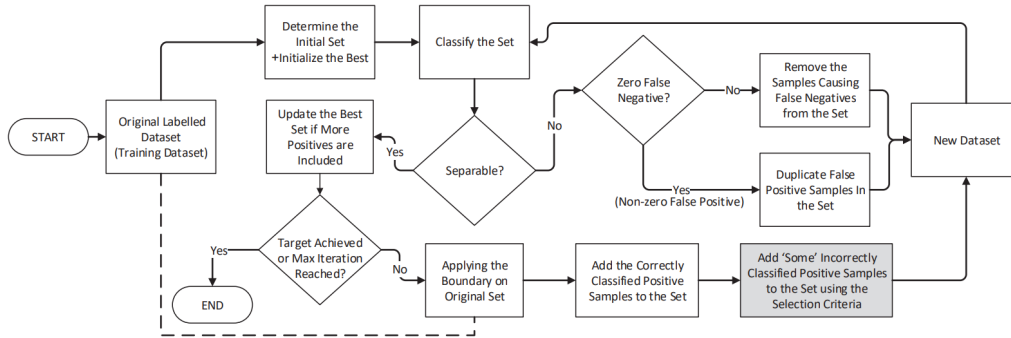 START
Original Labelled
Dataset
(Training Dataset)
Determine the
Initial Set
+Initialize the Best
Classify the Set
Separable?
No
Zero False
Negative?
No
Remove the
Samples Causing
False Negatives
from the Set
Yes
(Non-zero False Positive)
Duplicate False
Positive Samples In
the Set
New Dataset
Yes
Update the Best
Set if More
Positives are
Included
Target Achieved
or Max Iteration
Reached?
Yes
END
No
Applying the
Boundary on
Original Set
Add the Correctly
Classified Positive
Samples to the Set
Add ‘Some’ Incorrectly
Classified Positive Samples
to the Set using the
Selection Criteria